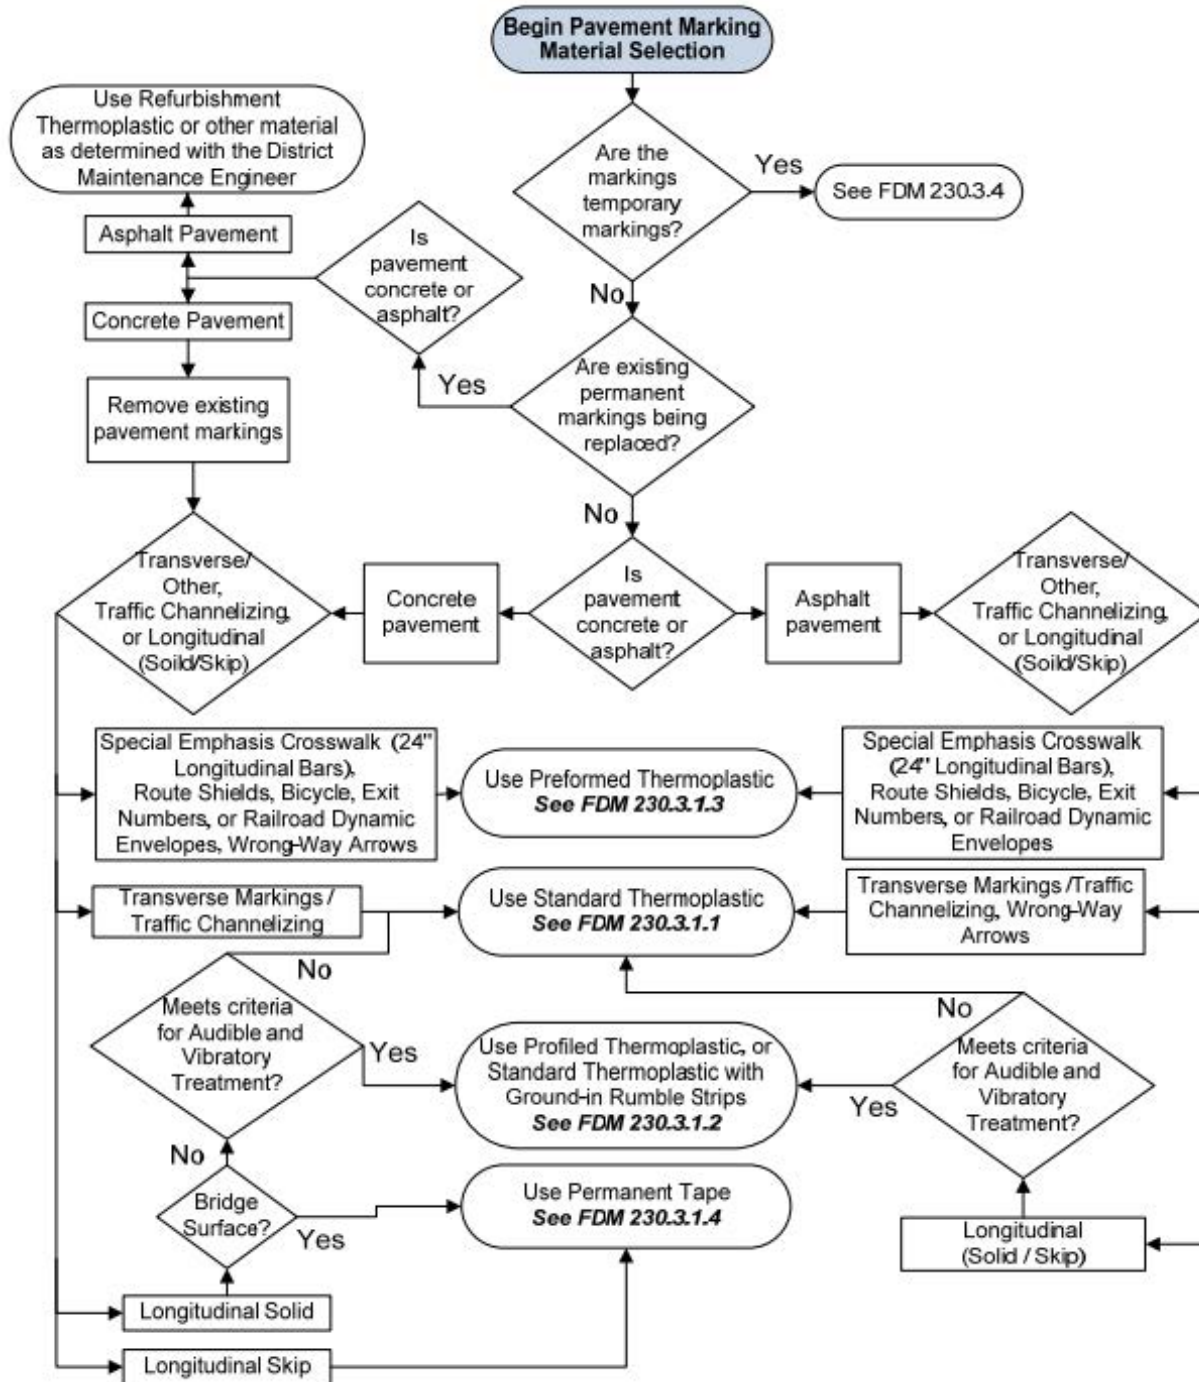 Begin Pavement Marking
Material Selection
Use Refurbishment
Thermoplastic or other material
as determined with the District
Maintenance Engineer
Are the
markings
temporary
markings?
Yes
See FDM 230.3.4
Asphalt Pavement
Is
pavement
concrete or
asphalt?
No
Concrete Pavement
Yes
Are existing
permanent
markings being
replaced?
Remove existing
pavement markings
No
Transverse/
Other,
Traffic Channelizing,
or Longitudinal
(Soild/Skip)
Concrete
pavement
Is
pavement
concrete or
asphalt?
Asphalt
pavement
Transverse/
Other,
Traffic Channelizing,
or Longitudinal
(Soild/Skip)
Special Emphasis Crosswalk (24"
Longitudinal Bars),
Route Shields, Bicycle, Exit
Numbers, or Railroad Dynamic
Envelopes, Wrong-Way Arrows
Use Preformed Thermoplastic
See FDM 230.3.1.3
Special Emphasis Crosswalk
(24" Longitudinal Bars),
Route Shields, Bicycle, Exit
Numbers, or Railroad Dynamic
Envelopes
Transverse Markings /
Traffic Channelizing
Use Standard Thermoplastic
See FDM 230.3.1.1
Transverse Markings /Traffic
Channelizing, Wrong-Way
Arrows
No
No
Meets criteria
for Audible and
Vibratory
Treatment?
Yes
Use Profiled Thermoplastic, or
Standard Thermoplastic with
Ground-in Rumble Strips
See FDM 230.3.1.2
Yes
Meets criteria
for Audible and
Vibratory
Treatment?
No
Bridge
Surface?
Yes
Use Permanent Tape
See FDM 230.3.1.4
Longitudinal
(Solid / Skip)
Longitudinal Solid
Longitudinal Skip